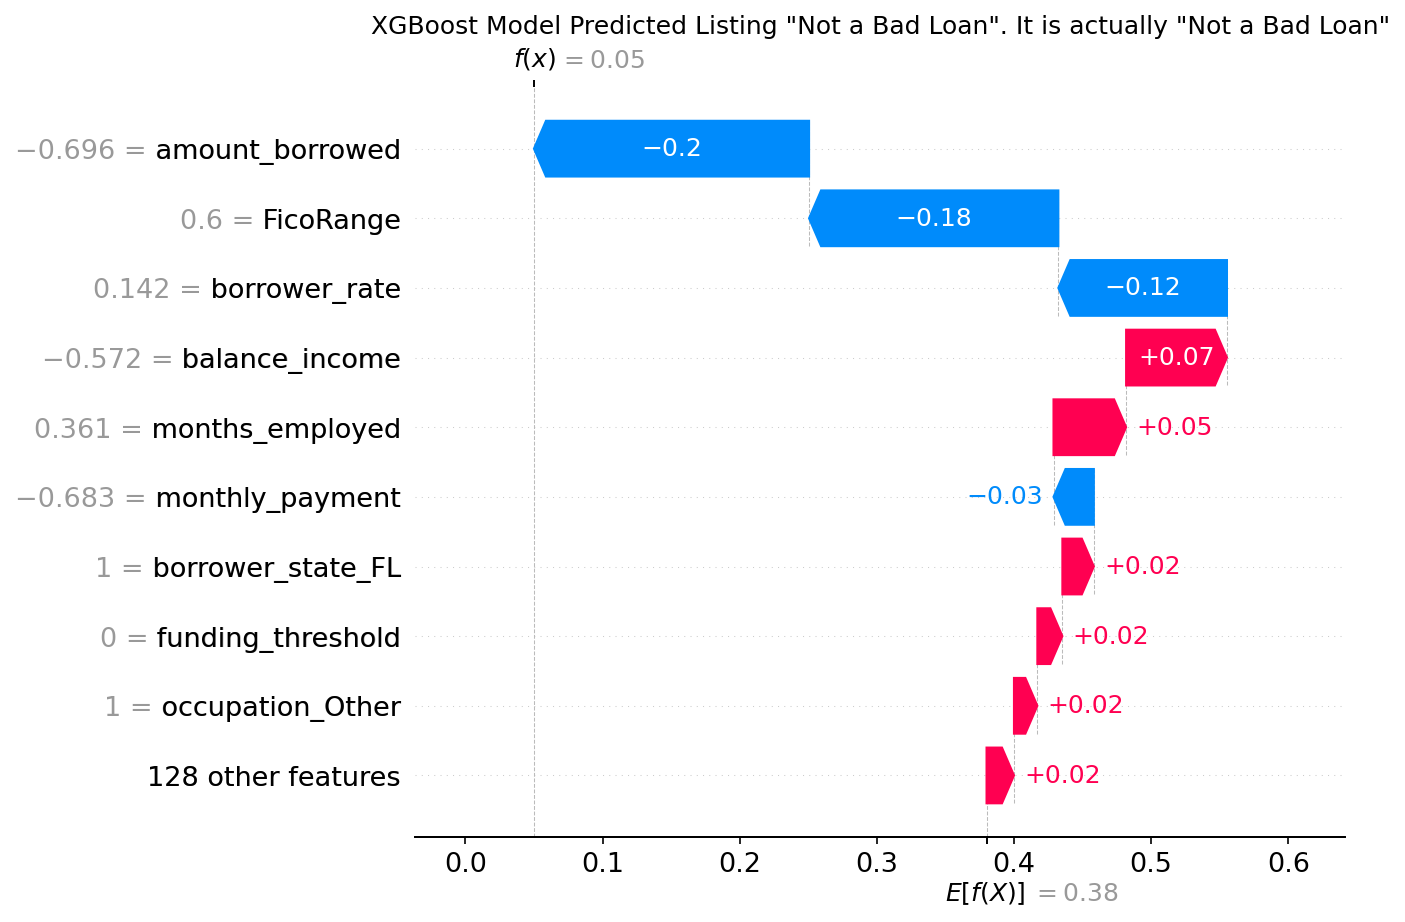 XGBoost Model Predicted Listing "Not a Bad Loan". It is actually "Not a Bad Loan"
f(x) = 0.05
−0.696 = amount_borrowed −0.2
0.6 = FicoRange −0.18
0.142 = borrower_rate −0.12
−0.572 = balance_income +0.07
0.361 = months_employed +0.05
−0.683 = monthly_payment −0.03
1 = borrower_state_FL +0.02
0 = funding_threshold +0.02
1 = occupation_Other +0.02
128 other features +0.02
0.0 0.1 0.2 0.3 0.4 0.5 0.6
E[f(X)] = 0.38